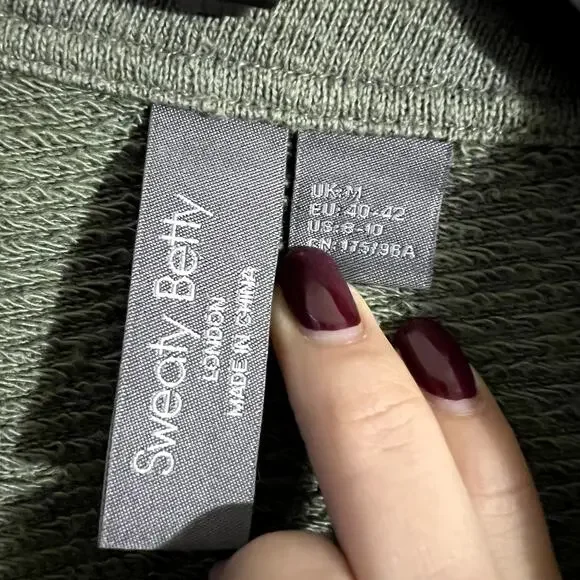 Sweaty Betty
LONDON
MADE IN CHINA
UK: M
EU: 40-42
US: 8-10
CN: 175/96A